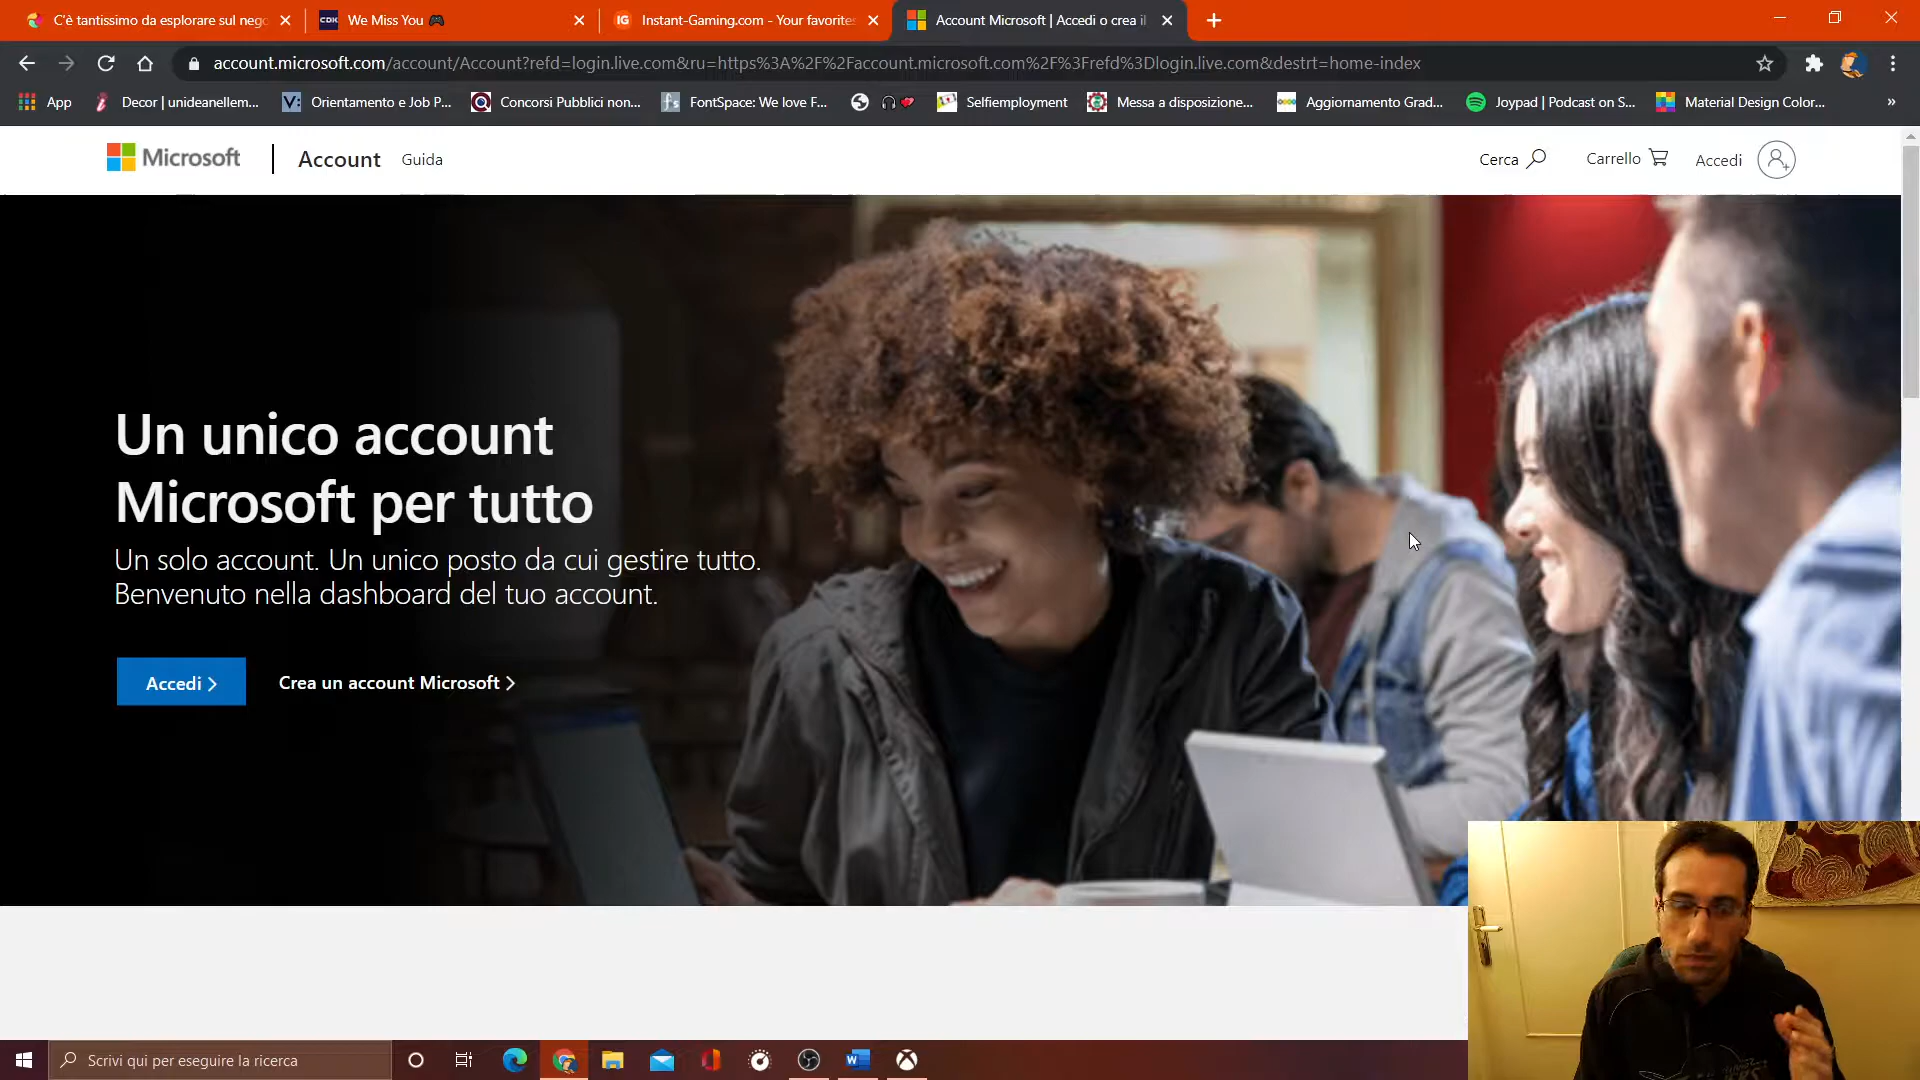 C'è tantissimo da esplorare sul nego
We Miss You 🎮
Instant-Gaming.com - Your favorites
Account Microsoft | Accedi o crea il
account.microsoft.com/account/Account?refd=login.live.com&ru=https%3A%2F%2Faccount.microsoft.com%2F%3Frefd%3Dlogin.live.com&destrt=home-index
App
Decor | unideanellem...
Orientamento e Job P...
Concorsi Pubblici non...
FontSpace: We love F...
🎧❤️
Selfiemployment
Messa a disposizione...
Aggiornamento Grad...
Joypad | Podcast on S...
Material Design Color...
»
Microsoft
Account
Guida
Cerca
Carrello
Accedi
Un unico account
Microsoft per tutto
Un solo account. Un unico posto da cui gestire tutto.
Benvenuto nella dashboard del tuo account.
Accedi >
Crea un account Microsoft >
Scrivi qui per eseguire la ricerca